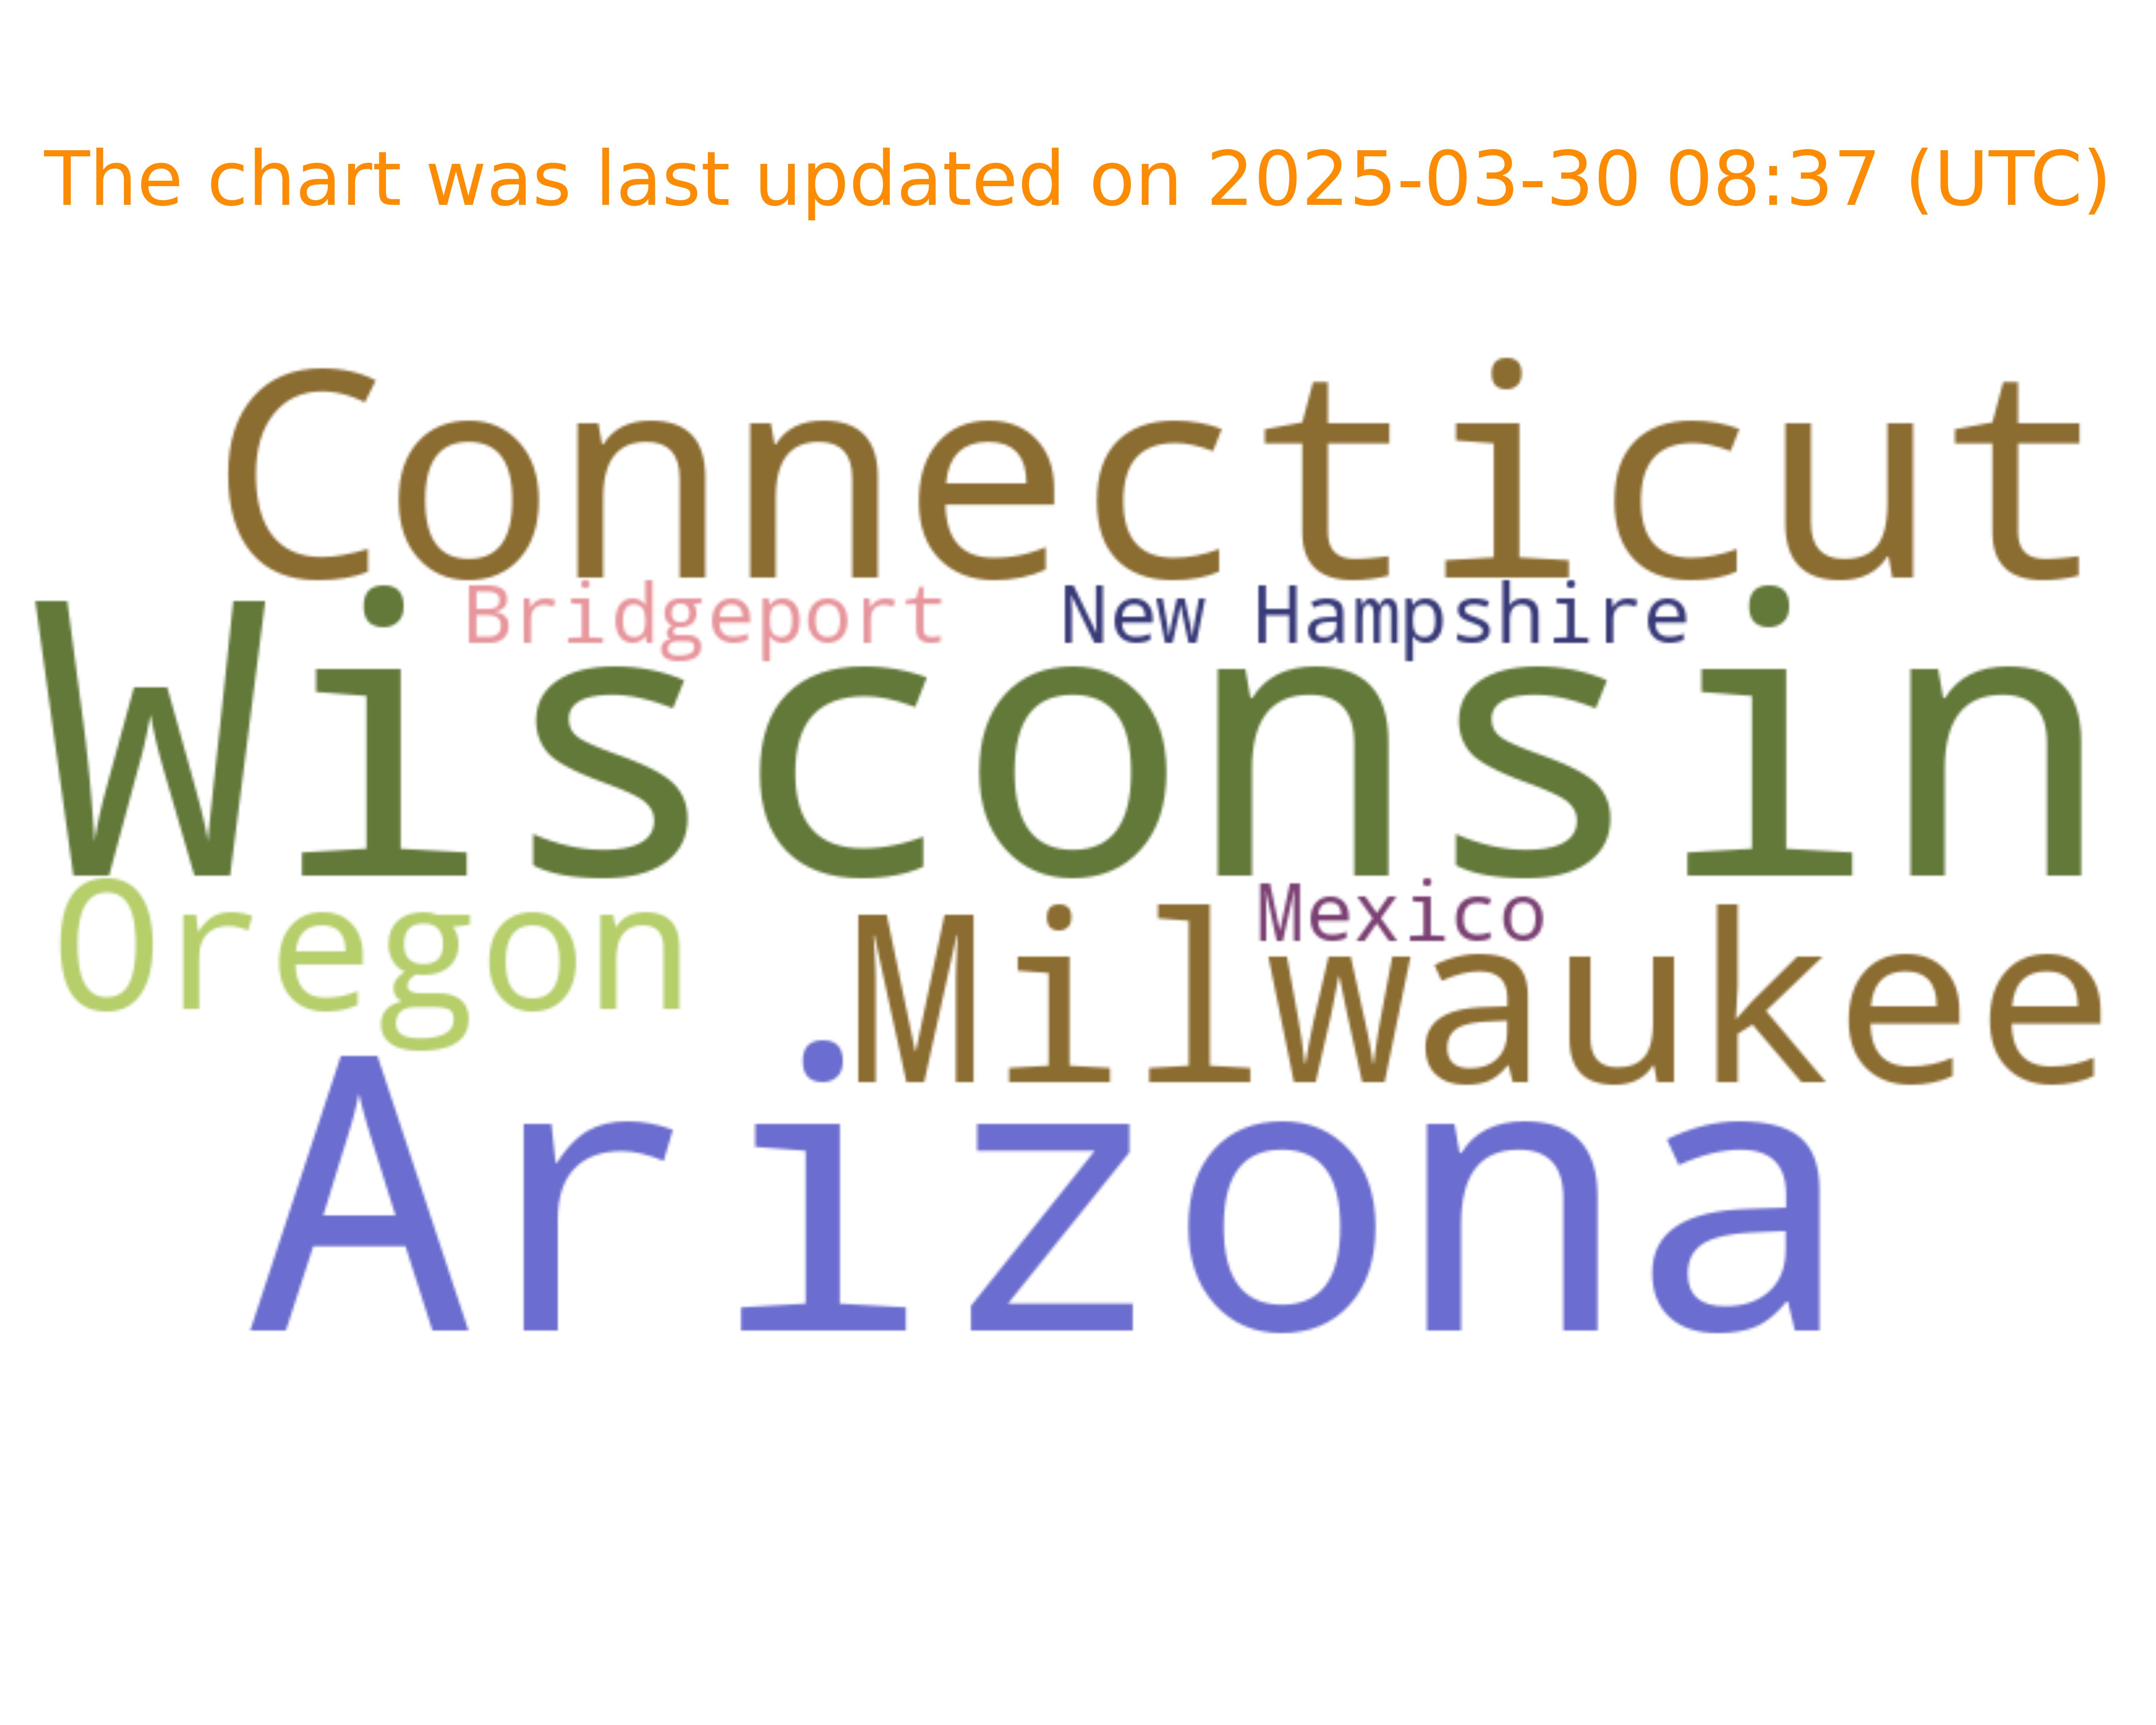 The chart was last updated on 2025-03-30 08:37 (UTC)
Connecticut
Bridgeport New Hampshire
Wisconsin
Mexico
Oregon Milwaukee
Arizona